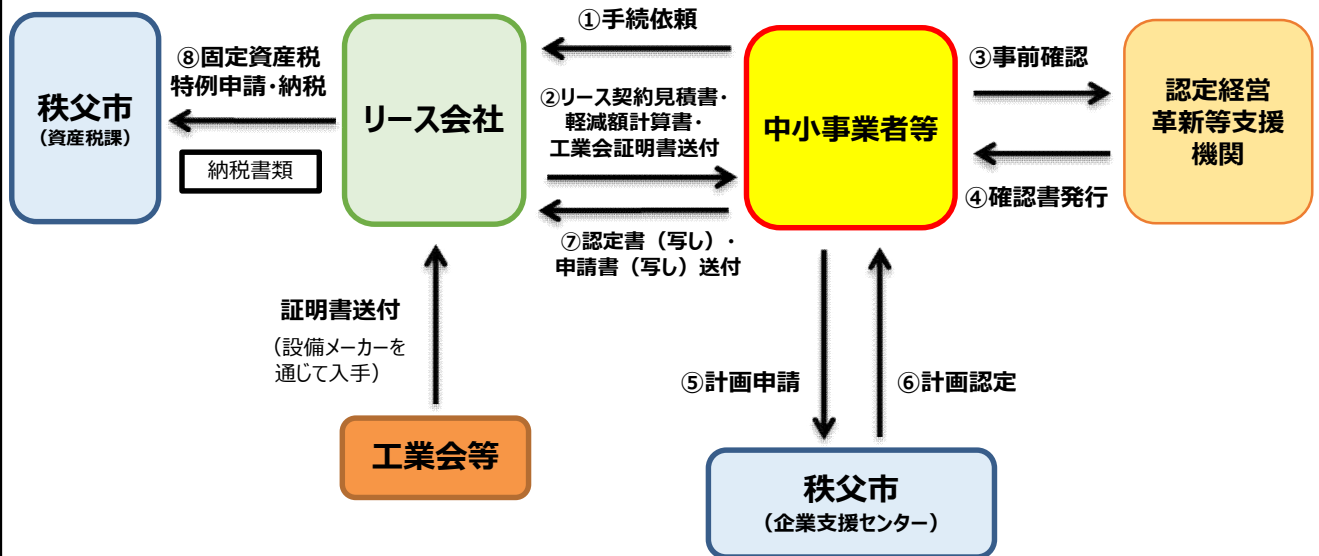 ①手続依頼
⑧固定資産税
特例申請・納税
秩父市
（資産税課）
納税書類
リース会社
②リース契約見積書・
軽減額計算書・
工業会証明書送付
中小事業者等
③事前確認
認定経営
革新等支援
機関
④確認書発行
⑦認定書（写し）・
申請書（写し）送付
証明書送付
（設備メーカーを
通じて入手）
⑤計画申請
⑥計画認定
工業会等
秩父市
（企業支援センター）